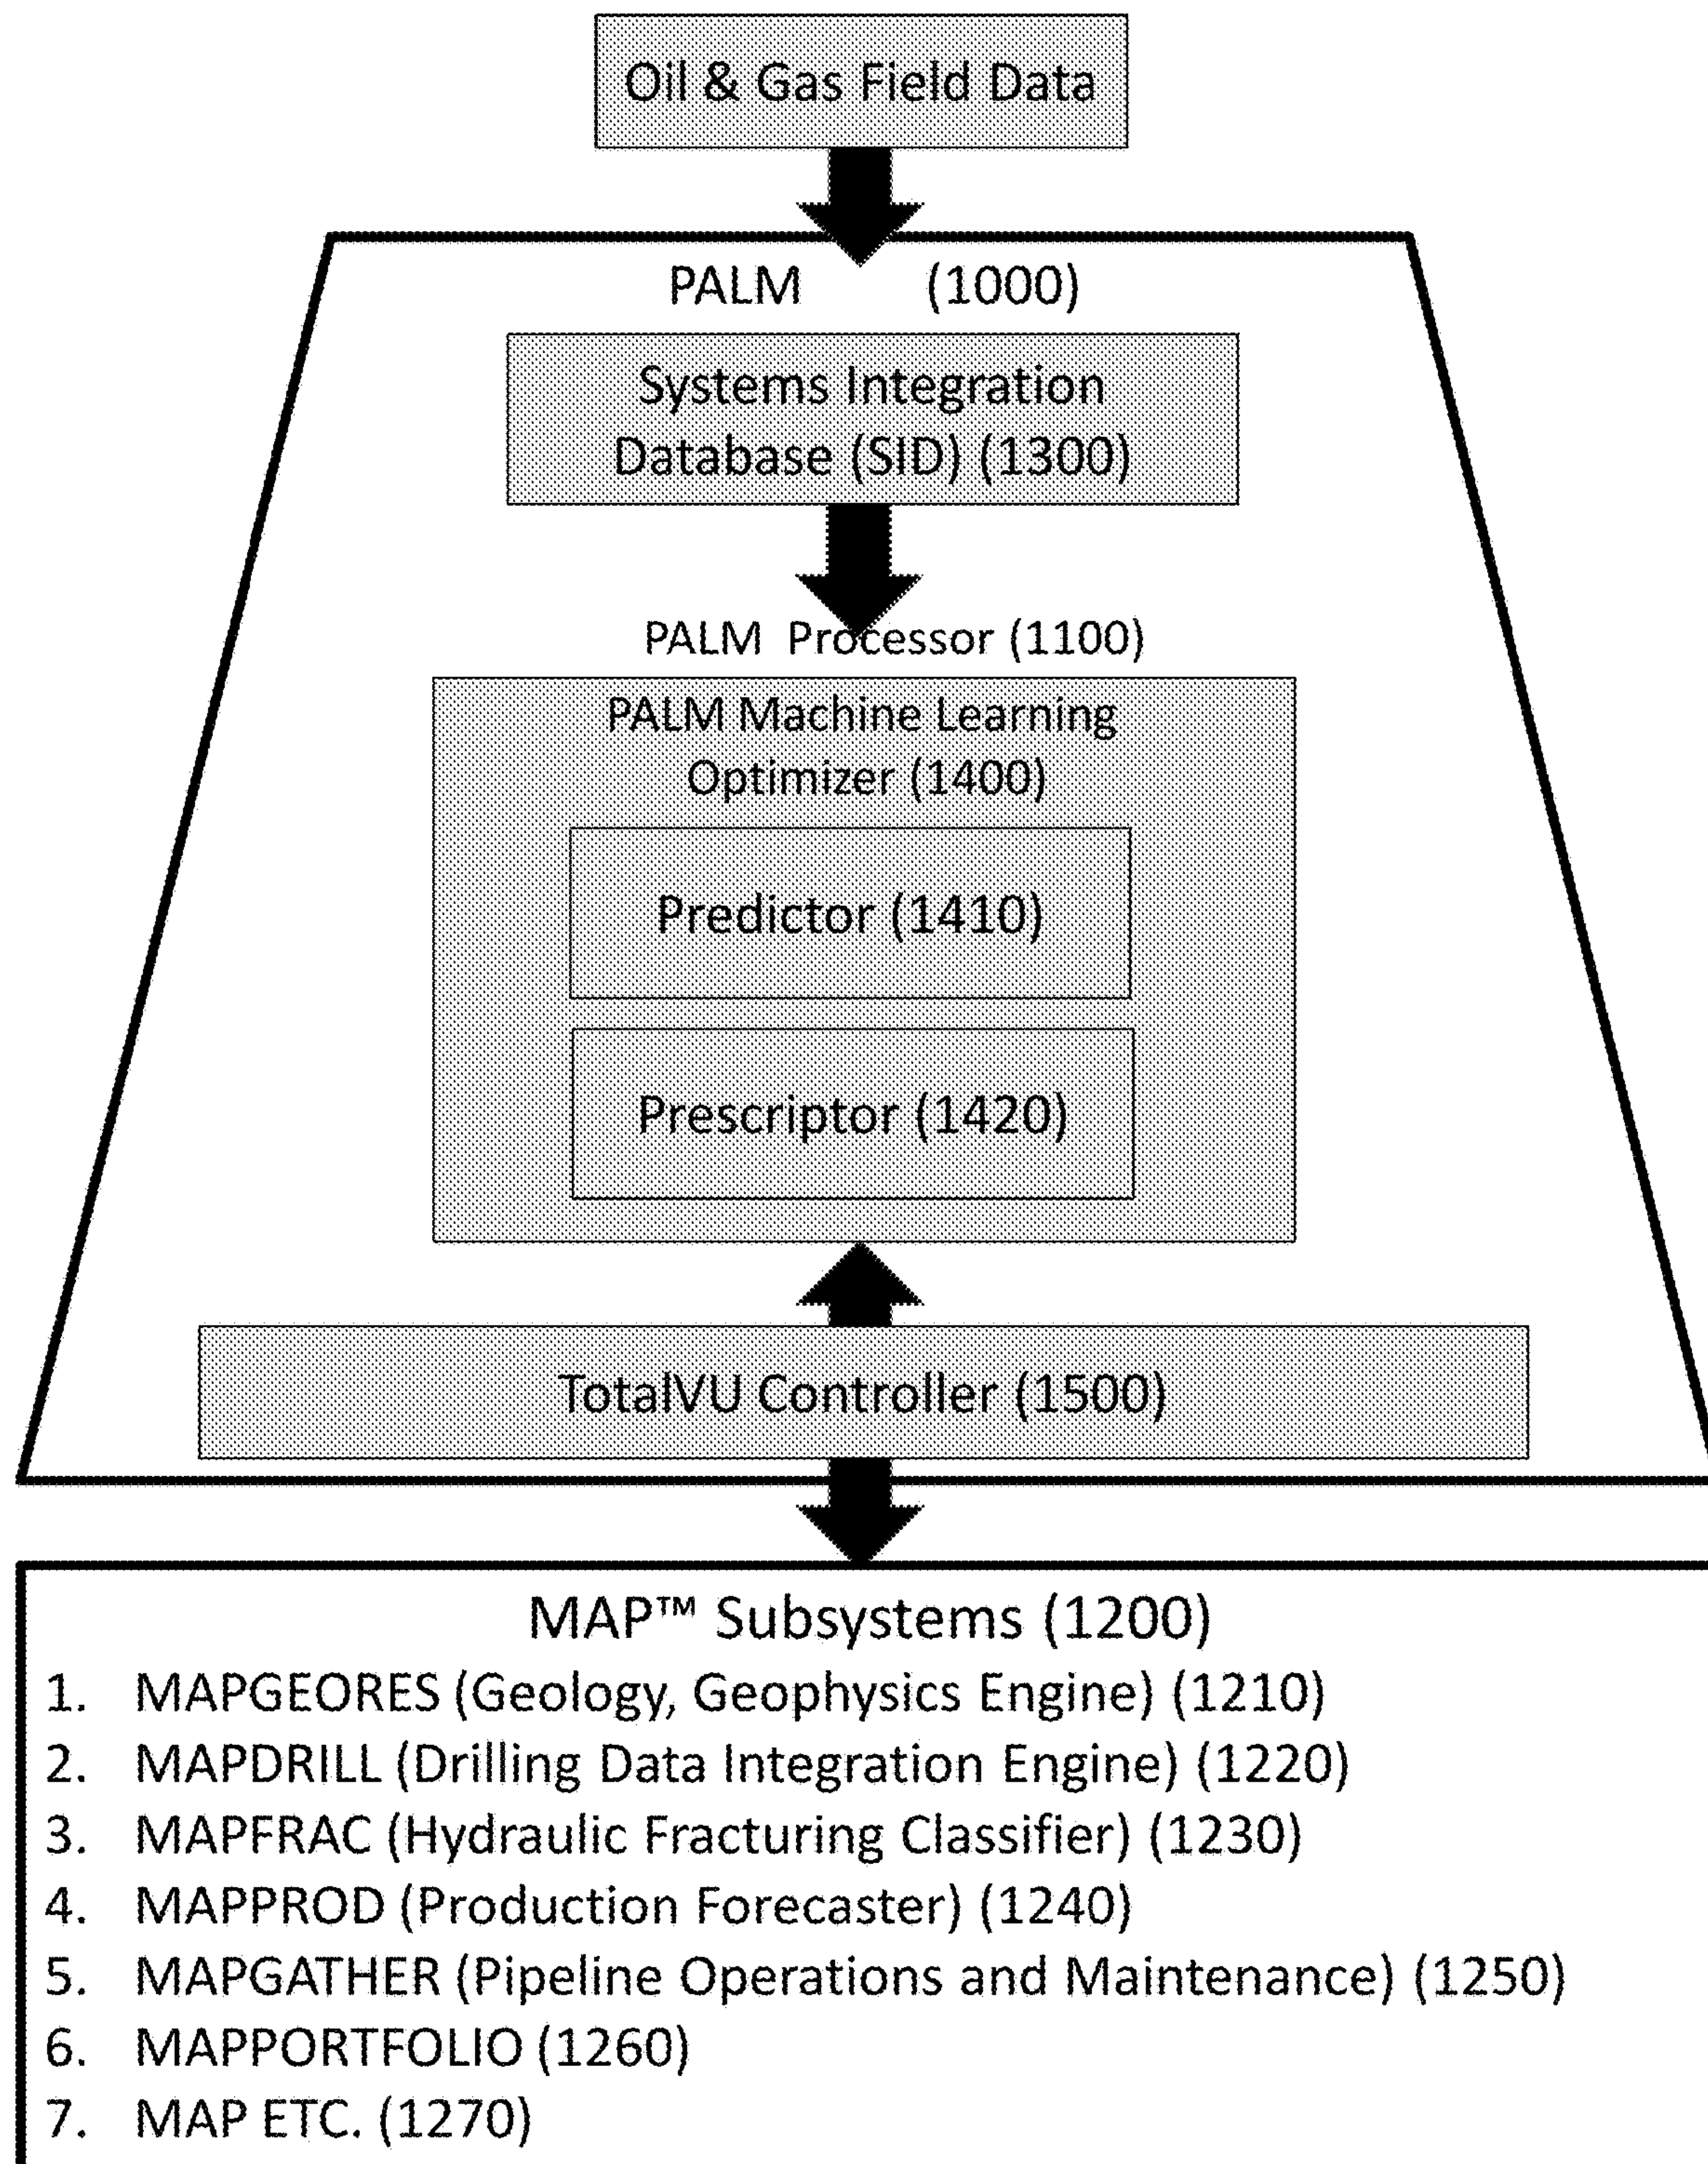 Oil & Gas Field Data
PALM (1000)
Systems Integration
Database (SID) (1300)
PALM Processor (1100)
PALM Machine Learning
Optimizer (1400)
Predictor (1410)
Prescriptor (1420)
TotalVU Controller (1500)
MAP™ Subsystems (1200)
1. MAPGEORES (Geology, Geophysics Engine) (1210)
2. MAPDRILL (Drilling Data Integration Engine) (1220)
3. MAPFRAC (Hydraulic Fracturing Classifier) (1230)
4. MAPPROD (Production Forecaster) (1240)
5. MAPGATHER (Pipeline Operations and Maintenance) (1250)
6. MAPPORTFOLIO (1260)
7. MAP ETC. (1270)